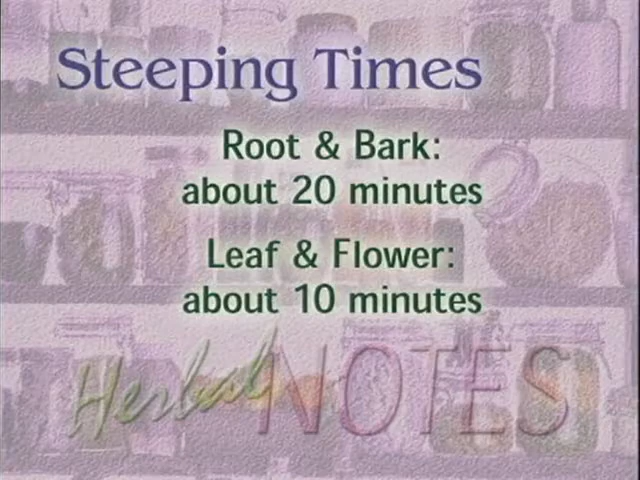 Steeping Times
Root & Bark:
about 20 minutes
Leaf & Flower:
about 10 minutes
Herbal NOTES